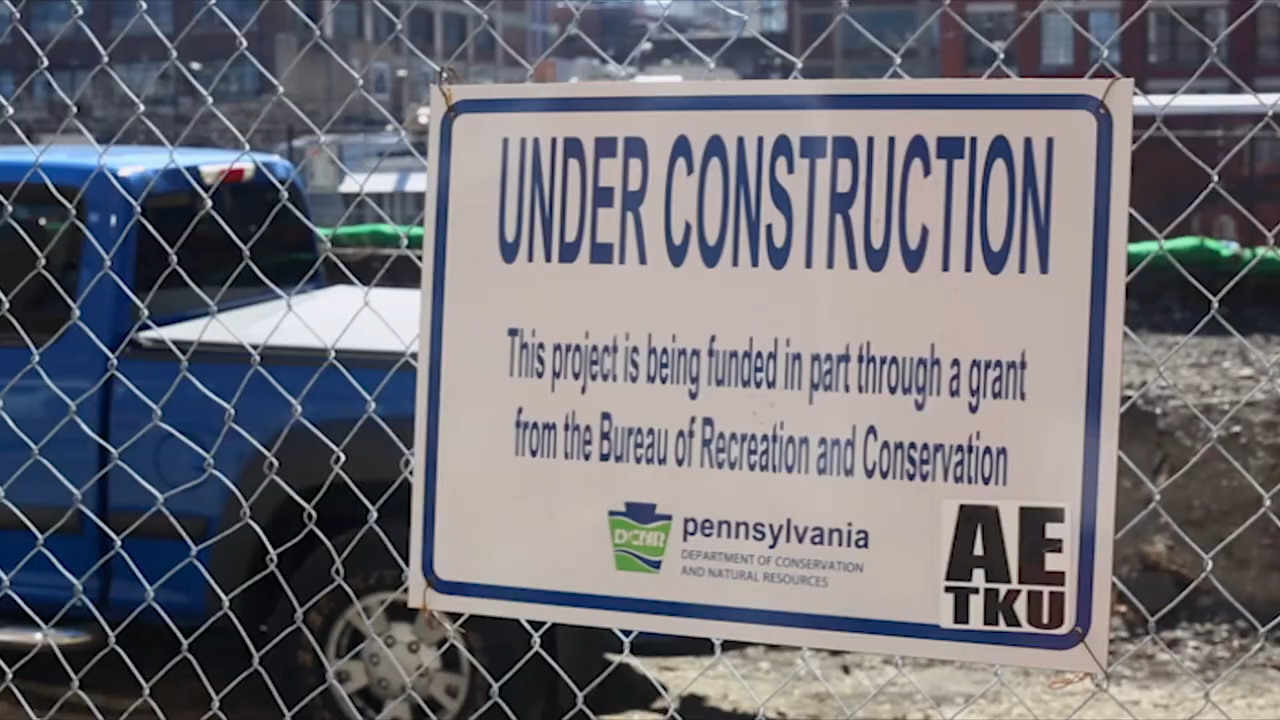 UNDER CONSTRUCTION
This project is being funded in part through a grant
from the Bureau of Recreation and Conservation
DCNR
pennsylvania
DEPARTMENT OF CONSERVATION
AND NATURAL RESOURCES
AE
TKU